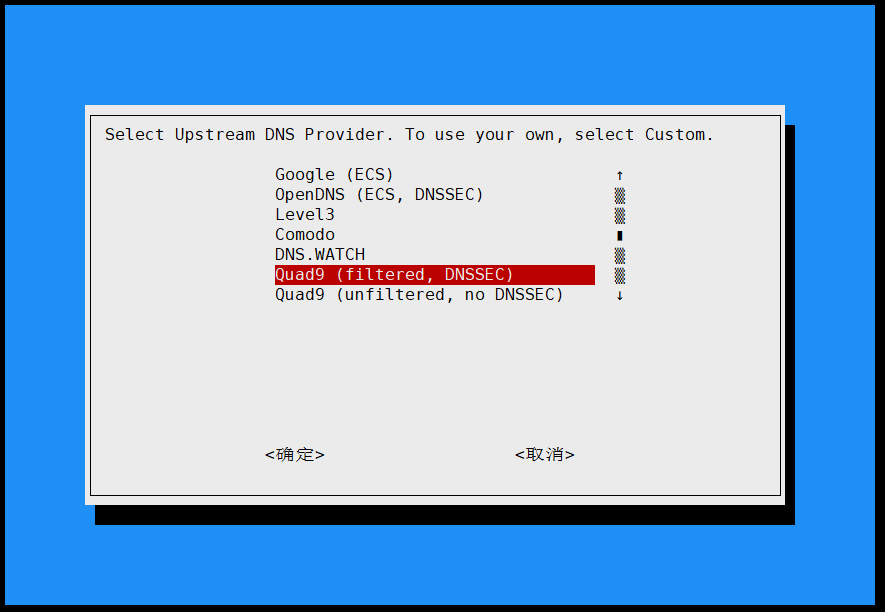 Select Upstream DNS Provider. To use your own, select Custom.
Google (ECS)
OpenDNS (ECS, DNSSEC)
Level3
Comodo
DNS.WATCH
Quad9 (filtered, DNSSEC)
Quad9 (unfiltered, no DNSSEC)
<确定> <取消>